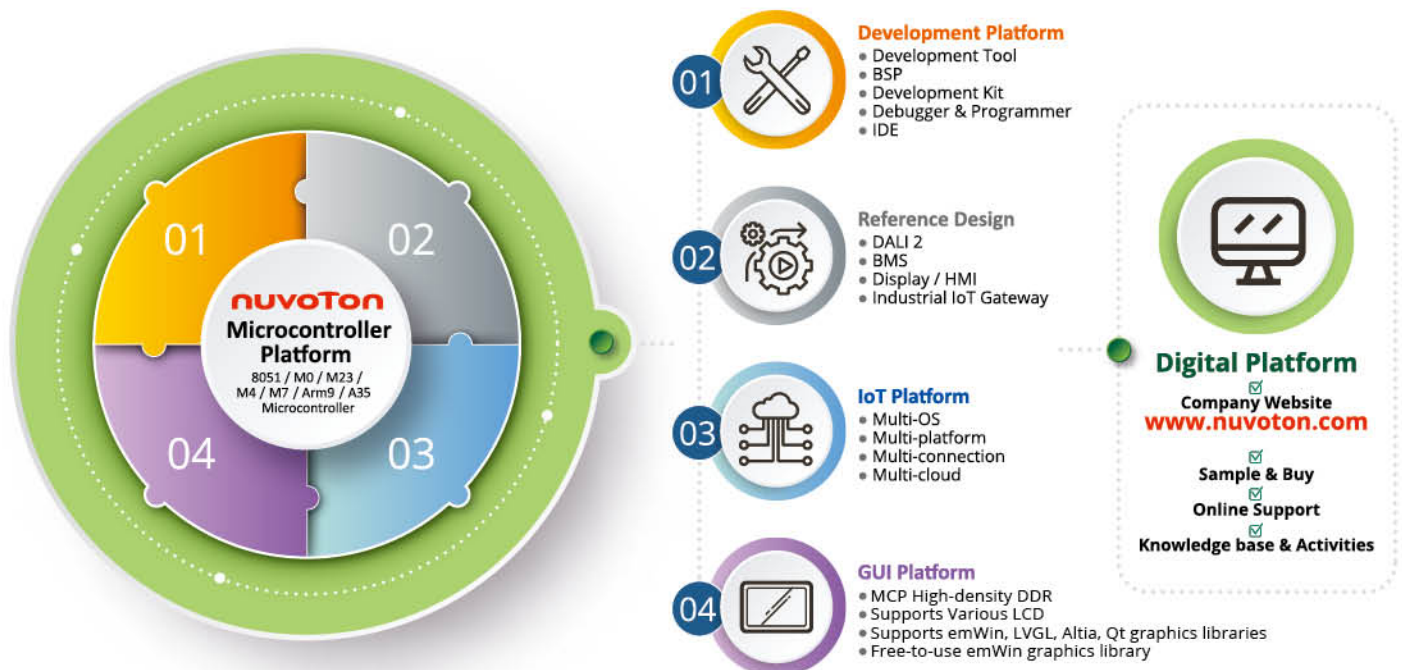 01
02
03
04
nuvoTon
Microcontroller
Platform
8051 / M0 / M23 /
M4 / M7 / Arm9 / A35
Microcontroller
01
Development Platform
• Development Tool
• BSP
• Development Kit
• Debugger & Programmer
• IDE
02
Reference Design
• DALI 2
• BMS
• Display / HMI
• Industrial IoT Gateway
03
IoT Platform
• Multi-OS
• Multi-platform
• Multi-connection
• Multi-cloud
04
GUI Platform
• MCP High-density DDR
• Supports Various LCD
• Supports emWin, LVGL, Altia, Qt graphics libraries
• Free-to-use emWin graphics library
Digital Platform
Company Website
www.nuvoton.com
Sample & Buy
Online Support
Knowledge base & Activities